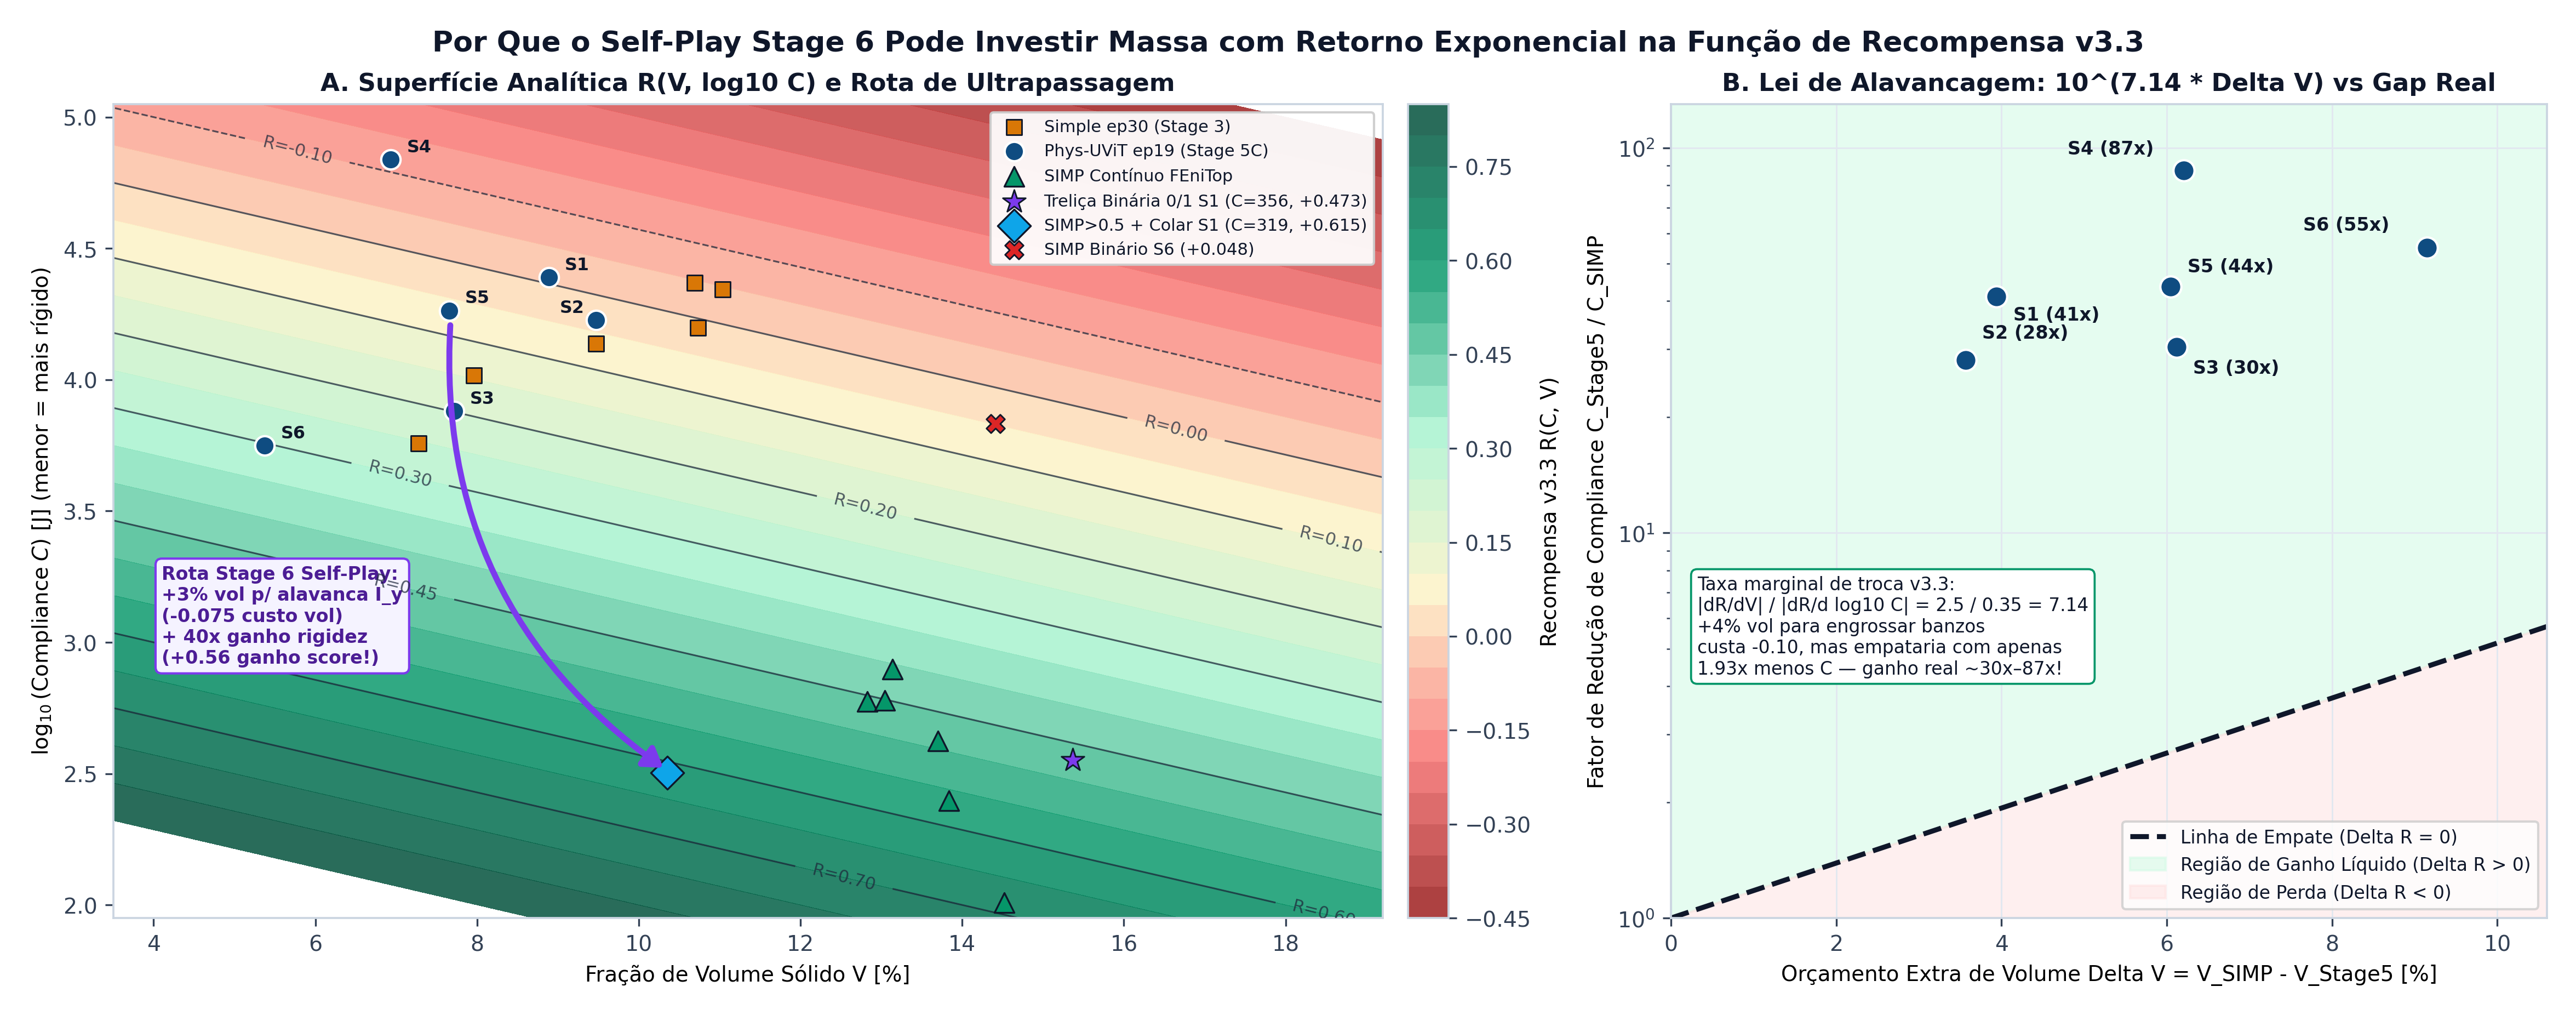 Por Que o Self-Play Stage 6 Pode Investir Massa com Retorno Exponencial na Função de Recompensa v3.3
A. Superfície Analítica R(V, log10 C) e Rota de Ultrapassagem
5.0
4.5
4.0
3.5
3.0
2.5
2.0
log₁₀ (Compliance C) [J] (menor = mais rígido)
4
6
8
10
12
14
16
18
Fração de Volume Sólido V [%]
Simple ep30 (Stage 3)
Phys-UViT ep19 (Stage 5C)
SIMP Contínuo FEniTop
Treliça Binária 0/1 S1 (C=356, +0.473)
SIMP>0.5 + Colar S1 (C=319, +0.615)
SIMP Binário S6 (+0.048)
R=-0.10
S4
S1
S5
S2
S3
S6
R=0.00
R=0.10
R=0.20
R=0.30
R=0.45
R=0.60
R=0.70
Rota Stage 6 Self-Play:
+3% vol p/ alavanca I_y
(-0.075 custo vol)
+ 40x ganho rigidez
(+0.56 ganho score!)
0.75
0.60
0.45
0.30
0.15
0.00
−0.15
−0.30
−0.45
Recompensa v3.3 R(C, V)
B. Lei de Alavancagem: 10^(7.14 * Delta V) vs Gap Real
10²
10¹
10⁰
Fator de Redução de Compliance C_Stage5 / C_SIMP
S4 (87x)
S6 (55x)
S5 (44x)
S1 (41x)
S2 (28x)
S3 (30x)
Taxa marginal de troca v3.3:
|dR/dV| / |dR/d log10 C| = 2.5 / 0.35 = 7.14
+4% vol para engrossar banzos
custa -0.10, mas empataria com apenas
1.93x menos C — ganho real ~30x–87x!
Linha de Empate (Delta R = 0)
Região de Ganho Líquido (Delta R > 0)
Região de Perda (Delta R < 0)
0
2
4
6
8
10
Orçamento Extra de Volume Delta V = V_SIMP - V_Stage5 [%]